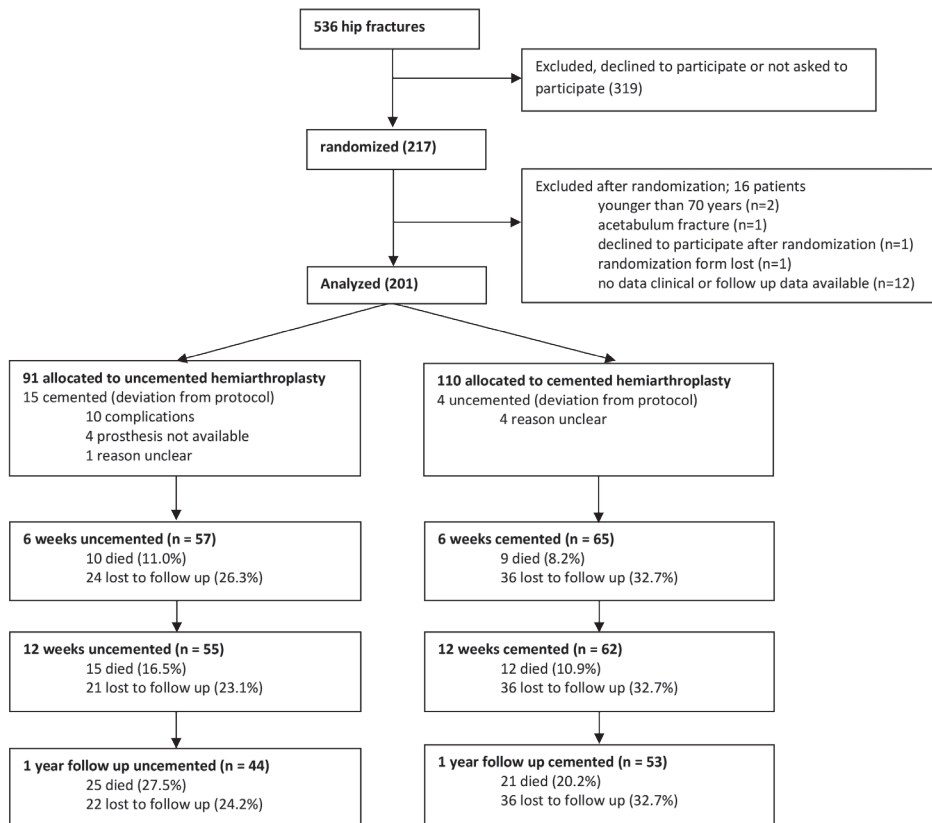 536 hip fractures
Excluded, declined to participate or not asked to
participate (319)
randomized (217)
Excluded after randomization; 16 patients
younger than 70 years (n=2)
acetabulum fracture (n=1)
declined to participate after randomization (n=1)
randomization form lost (n=1)
no data clinical or follow up data available (n=12)
Analyzed (201)
91 allocated to uncemented hemiarthroplasty
15 cemented (deviation from protocol)
10 complications
4 prosthesis not available
1 reason unclear
110 allocated to cemented hemiarthroplasty
4 uncemented (deviation from protocol)
4 reason unclear
6 weeks uncemented (n = 57)
10 died (11.0%)
24 lost to follow up (26.3%)
6 weeks cemented (n = 65)
9 died (8.2%)
36 lost to follow up (32.7%)
12 weeks uncemented (n = 55)
15 died (16.5%)
21 lost to follow up (23.1%)
12 weeks cemented (n = 62)
12 died (10.9%)
36 lost to follow up (32.7%)
1 year follow up uncemented (n = 44)
25 died (27.5%)
22 lost to follow up (24.2%)
1 year follow up cemented (n = 53)
21 died (20.2%)
36 lost to follow up (32.7%)